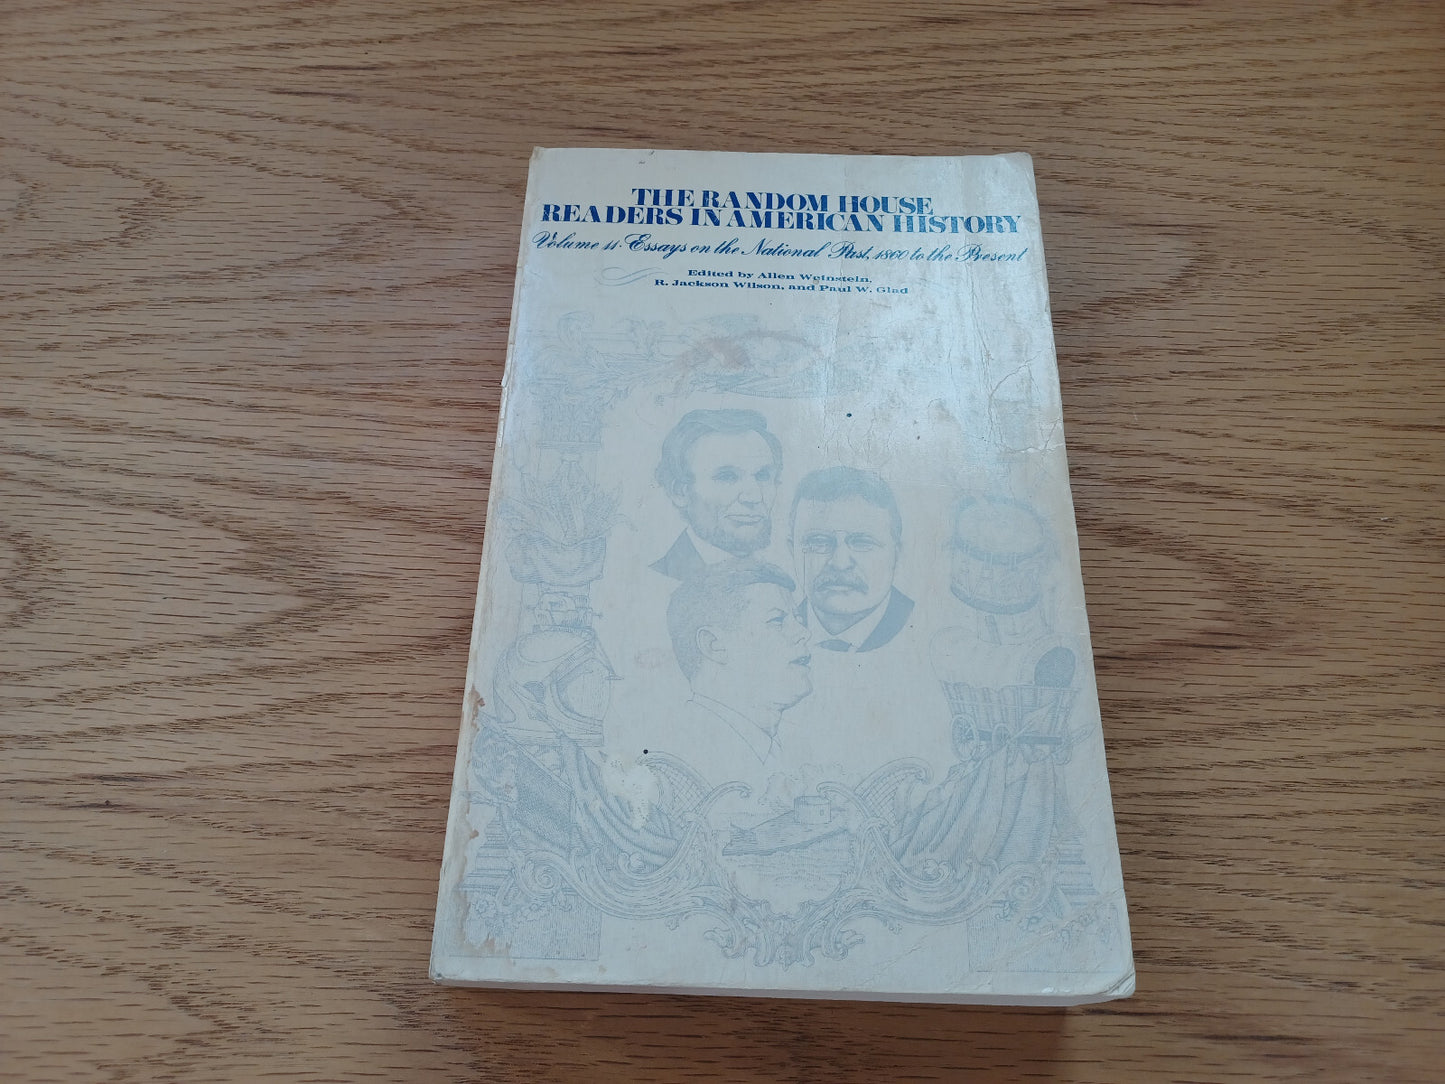 THE RANDOM HOUSE
READERS IN AMERICAN HISTORY
Volume 11. Essays on the National Past, 1860 to the Present
Edited by Allen Weinstein,
R. Jackson Wilson, and Paul W. Glad